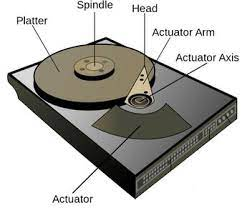 Spindle
Head
Platter
Actuator Arm
Actuator Axis
Actuator